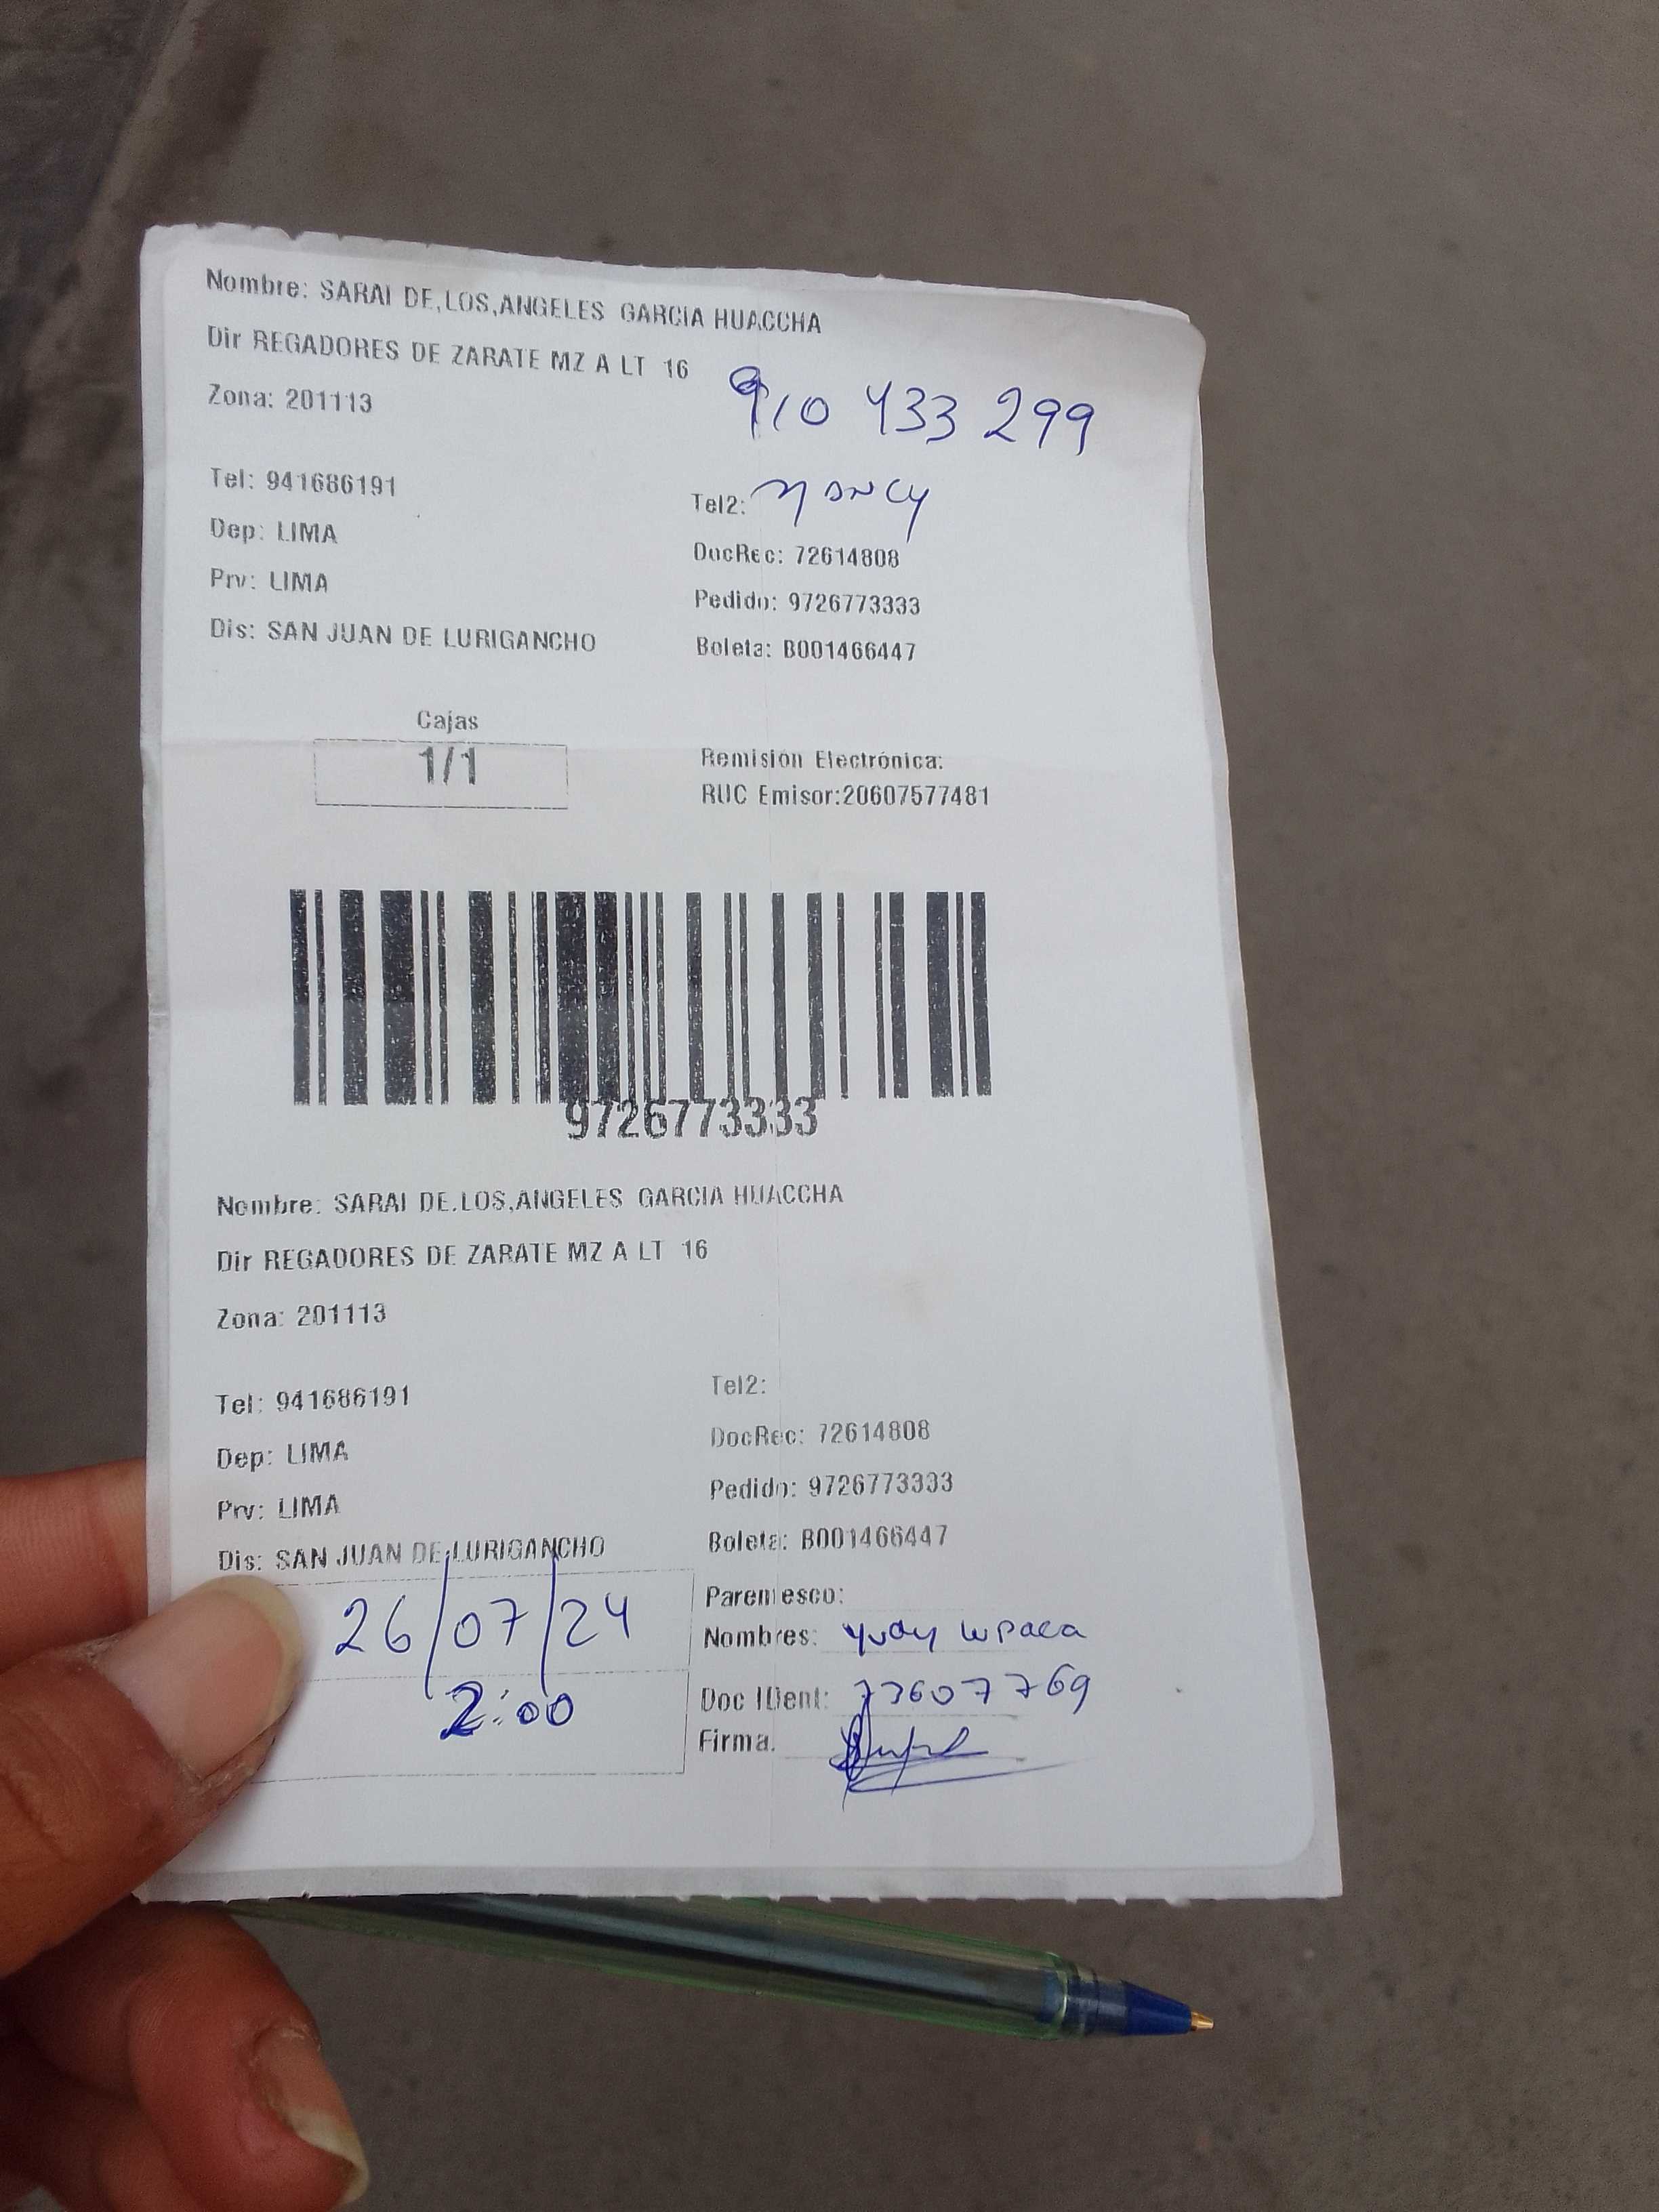 Nombre: SARAI DE,LOS,ANGELES GARCIA HUACCHA
Dir REGADORES DE ZARATE MZ A LT 16
910 433 299
Zona: 201113
Tel: 941686191
Tel2: Nancy
Dep: LIMA
DocRec: 72614808
Prv: LIMA
Pedido: 9726773333
Dis: SAN JUAN DE LURIGANCHO
Boleta: B001466447
Cajas
1/1
Remisión Electrónica:
RUC Emisor:20607577481
9726773333
Nombre: SARAI DE.LOS,ANGELES GARCIA HUACCHA
Dir REGADORES DE ZARATE MZ A LT 16
Zona: 201113
Tel: 941686191
Tel2:
Dep: LIMA
DocRec: 72614808
Prv: LIMA
Pedido: 9726773333
Dis: SAN JUAN DE LURIGANCHO
Boleta: B001466447
26/07/24
2:00
Parentesco:
Nombres: Yudy
Doc IDent: 73607769
Firma.